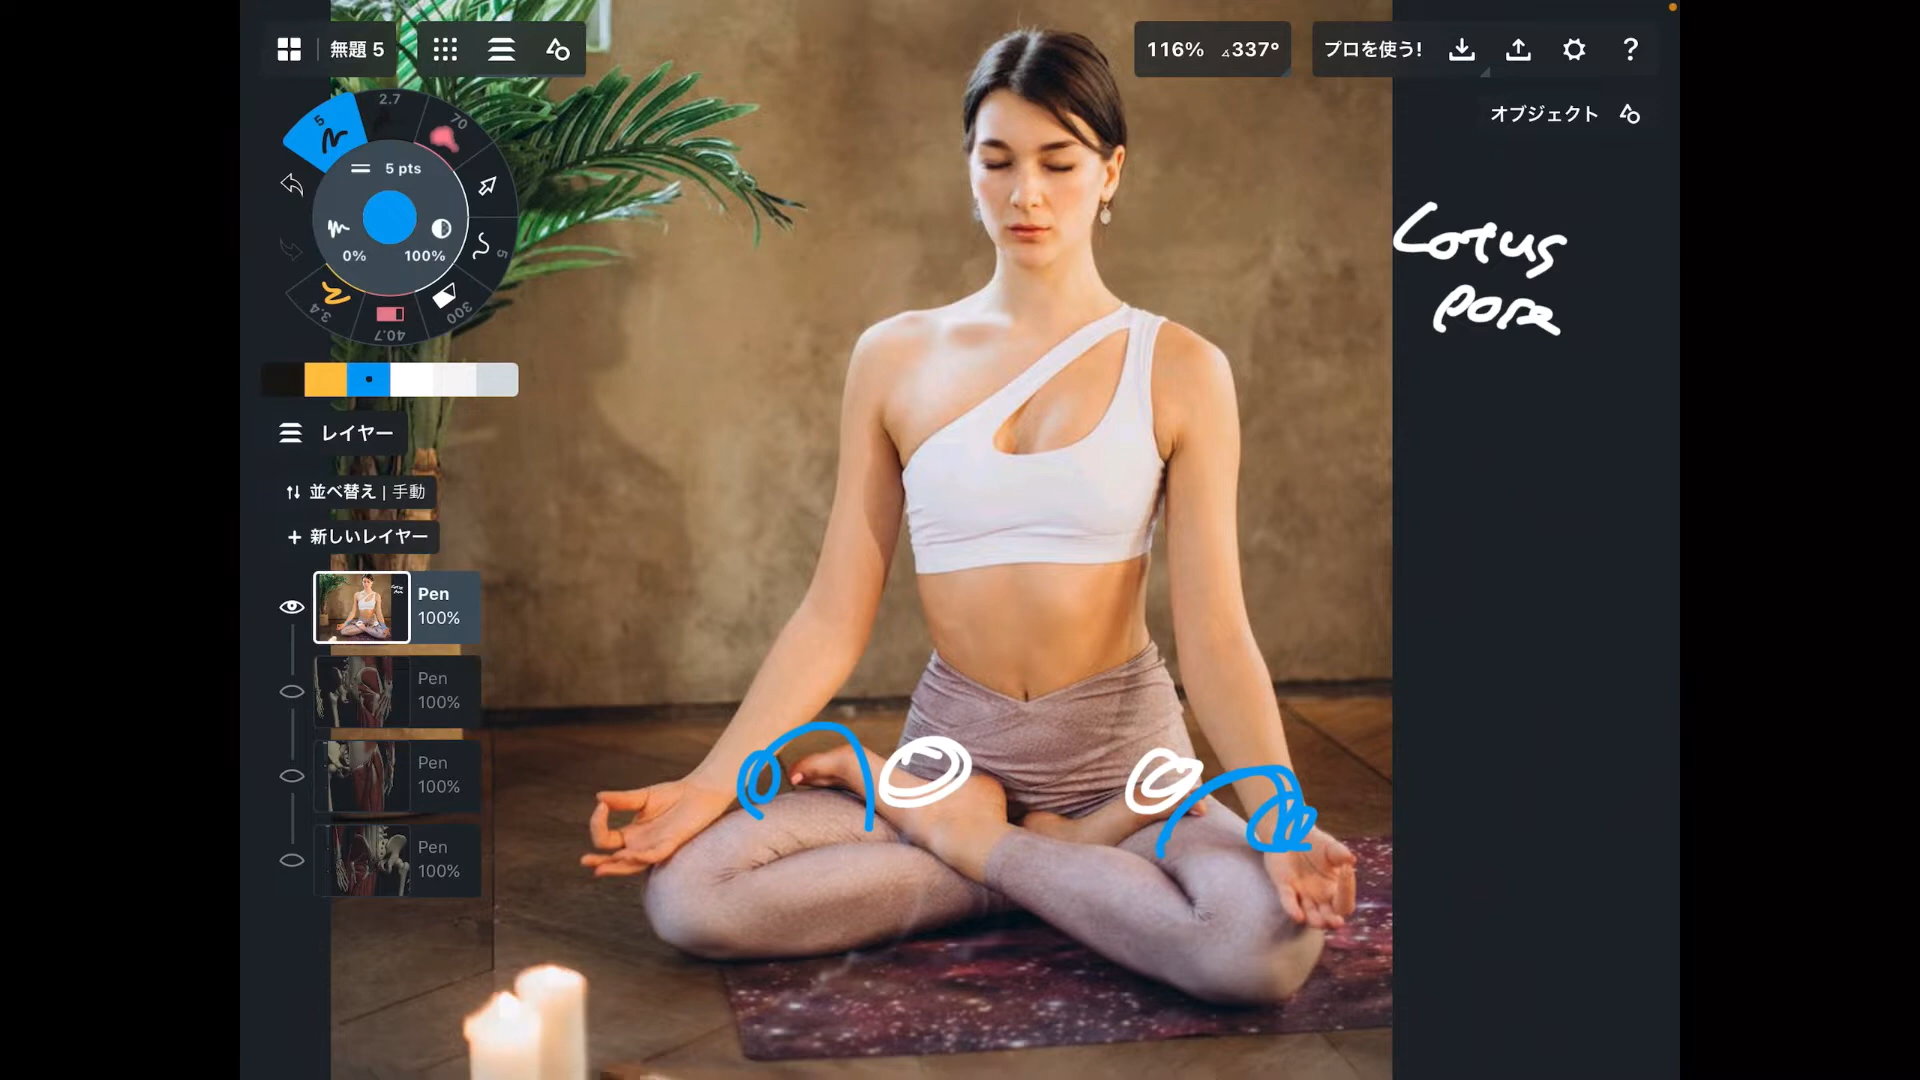 無題 5
116% ⊿337°
プロを使う!
?
オブジェクト
2.7
70
5
5 pts
5
0%
100%
3.4
40.7
300
Lotus
pose
レイヤー
並べ替え | 手動
+ 新しいレイヤー
Pen
100%
Pen
100%
Pen
100%
Pen
100%